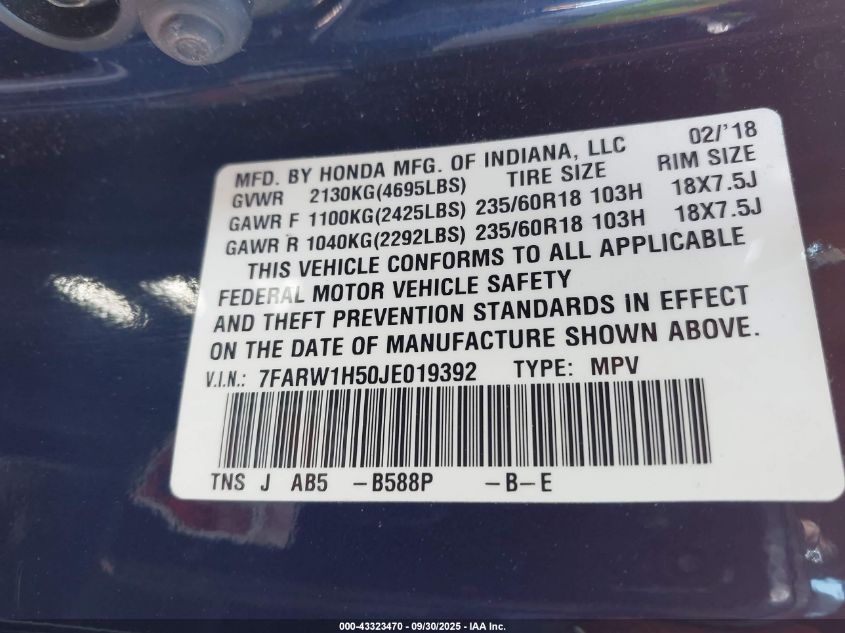 MFD. BY HONDA MFG. OF INDIANA, LLC 02/'18
GVWR 2130KG(4695LBS) TIRE SIZE RIM SIZE
GAWR F 1100KG(2425LBS) 235/60R18 103H 18X7.5J
GAWR R 1040KG(2292LBS) 235/60R18 103H 18X7.5J
THIS VEHICLE CONFORMS TO ALL APPLICABLE
FEDERAL MOTOR VEHICLE SAFETY
AND THEFT PREVENTION STANDARDS IN EFFECT
ON THE DATE OF MANUFACTURE SHOWN ABOVE.
V.I.N.: 7FARW1H50JE019392 TYPE: MPV
TNS J AB5 -B588P -B-E
000-43323470 - 09/30/2025 - IAA Inc.